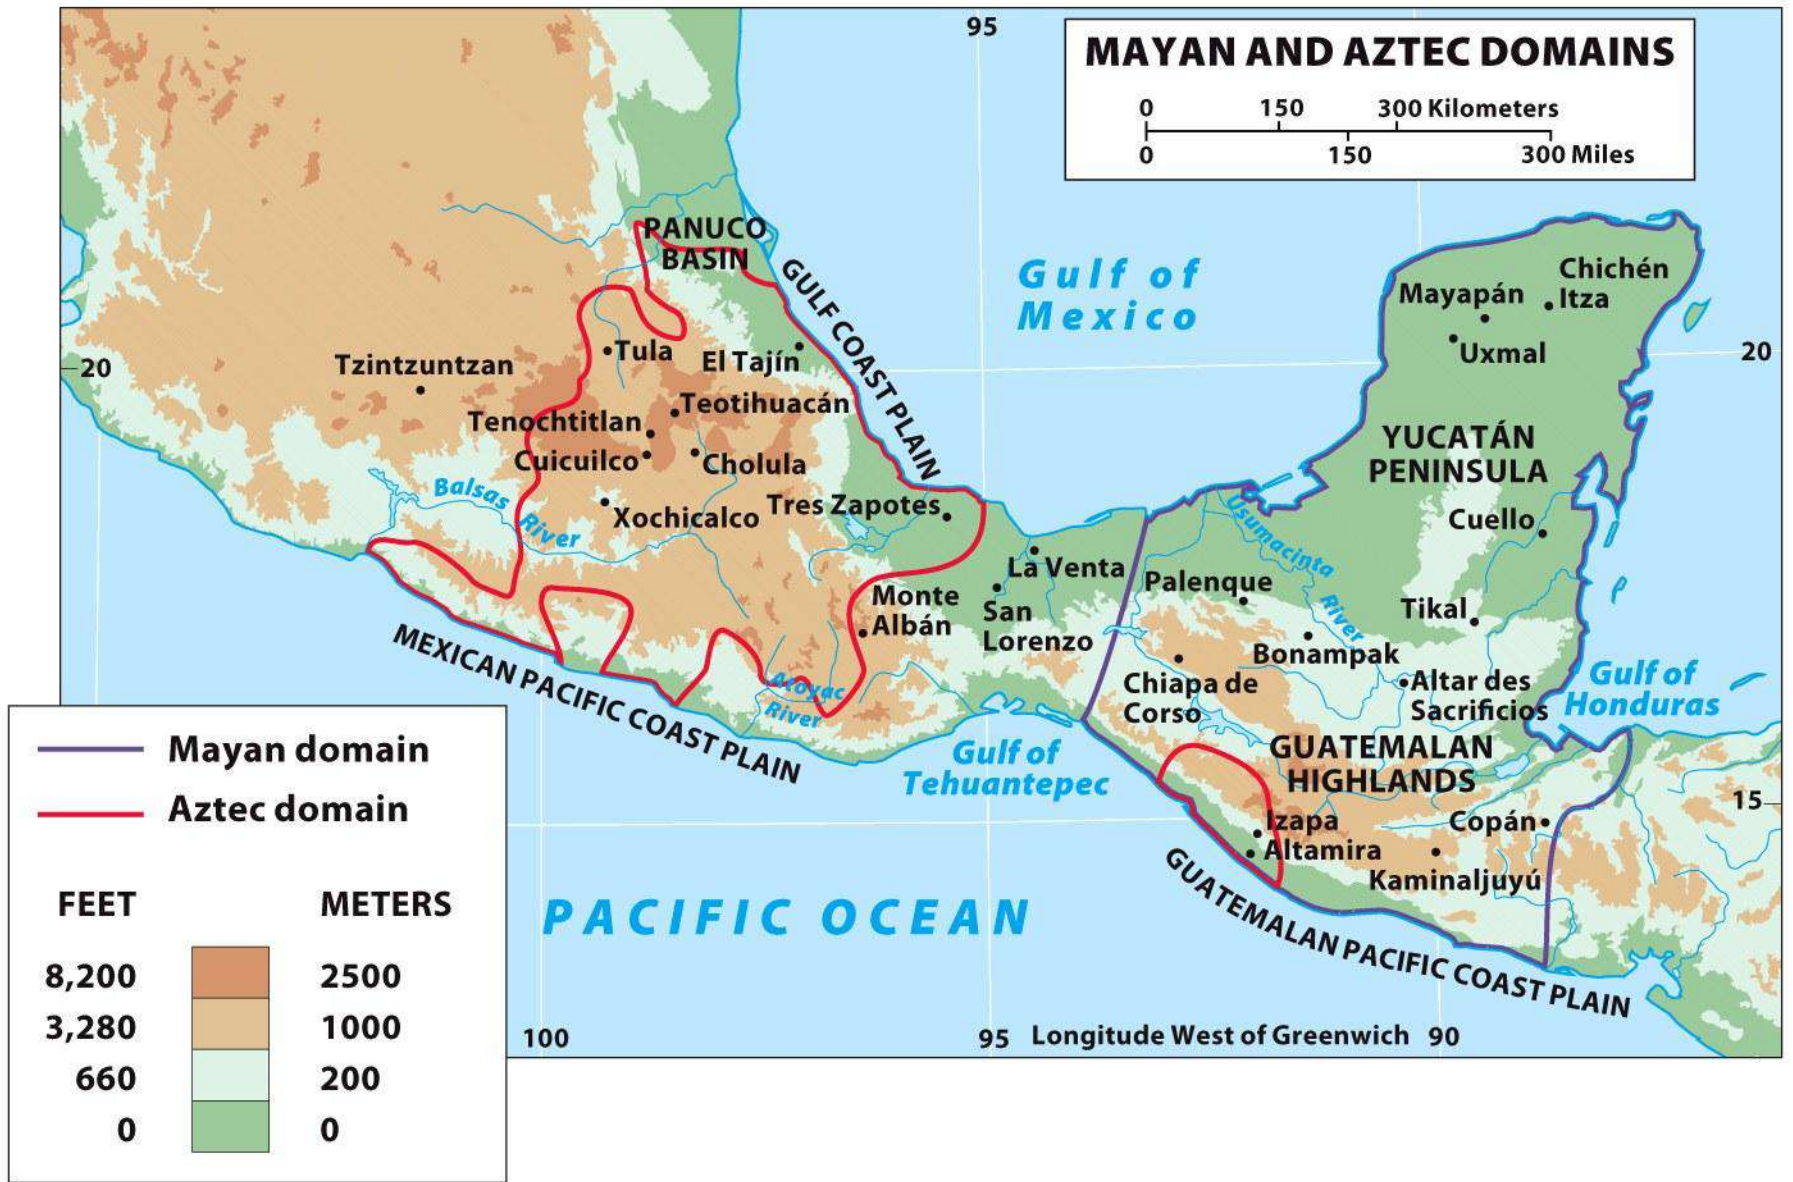 95
MAYAN AND AZTEC DOMAINS
0 150 300 Kilometers
0 150 300 Miles
PANUCO
BASIN
GULF COAST PLAIN
Gulf of
Mexico
Chichén
Itza
Mayapán
Uxmal
20
20
Tzintzuntzan
Tula
El Tajín
Teotihuacán
Tenochtitlan
Cuicuilco
Cholula
YUCATÁN
PENINSULA
Balsas
River
Xochicalco
Tres Zapotes
Usumacinta
River
Cuello
La Venta
Palenque
Monte
Albán
San
Lorenzo
Tikal
Bonampak
MEXICAN PACIFIC COAST PLAIN
Atoyac
River
Chiapa de
Corso
Altar des
Sacrificios
Gulf of
Honduras
Gulf of
Tehuantepec
GUATEMALAN
HIGHLANDS
15
Izapa
Altamira
Copán
Kaminaljuyú
GUATEMALAN PACIFIC COAST PLAIN
PACIFIC OCEAN
100
95 Longitude West of Greenwich 90
Mayan domain
Aztec domain
FEET METERS
8,200 2500
3,280 1000
660 200
0 0